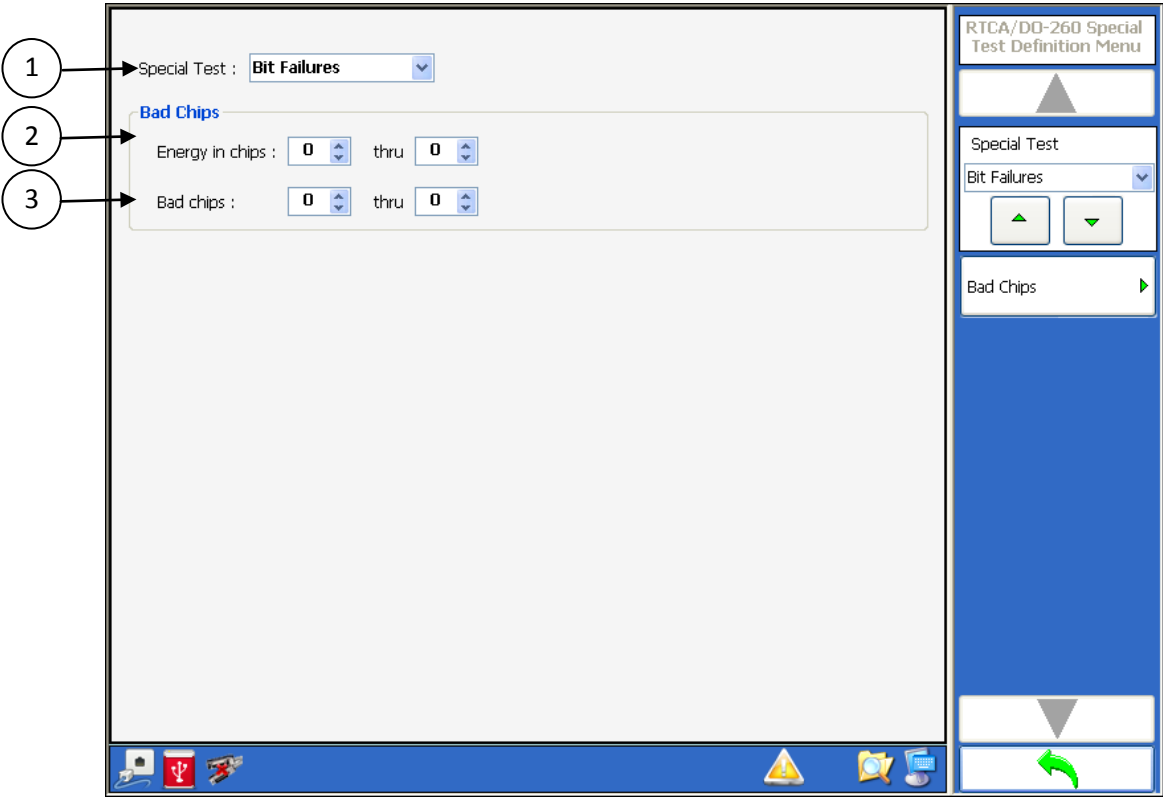 1
Special Test : Bit Failures
Bad Chips
2
Energy in chips : 0 thru 0
3
Bad chips : 0 thru 0
RTCA/DO-260 Special
Test Definition Menu
Special Test
Bit Failures
Bad Chips